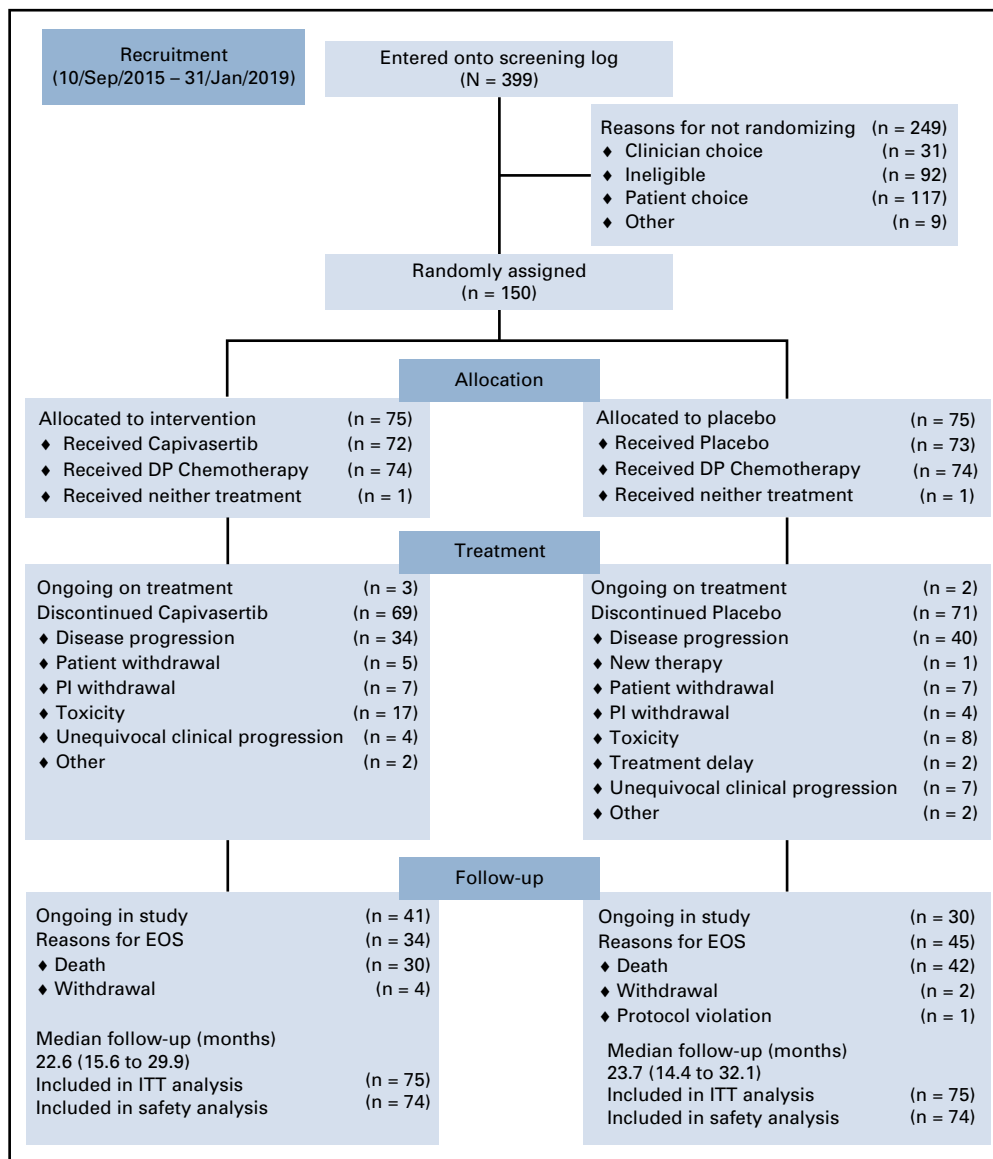 Recruitment
(10/Sep/2015 – 31/Jan/2019)
Entered onto screening log
(N = 399)
Reasons for not randomizing (n = 249)
♦ Clinician choice (n = 31)
♦ Ineligible (n = 92)
♦ Patient choice (n = 117)
♦ Other (n = 9)
Randomly assigned
(n = 150)
Allocation
Allocated to intervention (n = 75)
♦ Received Capivasertib (n = 72)
♦ Received DP Chemotherapy (n = 74)
♦ Received neither treatment (n = 1)
Allocated to placebo (n = 75)
♦ Received Placebo (n = 73)
♦ Received DP Chemotherapy (n = 74)
♦ Received neither treatment (n = 1)
Treatment
Ongoing on treatment (n = 3)
Discontinued Capivasertib (n = 69)
♦ Disease progression (n = 34)
♦ Patient withdrawal (n = 5)
♦ PI withdrawal (n = 7)
♦ Toxicity (n = 17)
♦ Unequivocal clinical progression (n = 4)
♦ Other (n = 2)
Ongoing on treatment (n = 2)
Discontinued Placebo (n = 71)
♦ Disease progression (n = 40)
♦ New therapy (n = 1)
♦ Patient withdrawal (n = 7)
♦ PI withdrawal (n = 4)
♦ Toxicity (n = 8)
♦ Treatment delay (n = 2)
♦ Unequivocal clinical progression (n = 7)
♦ Other (n = 2)
Follow-up
Ongoing in study (n = 41)
Reasons for EOS (n = 34)
♦ Death (n = 30)
♦ Withdrawal (n = 4)
Median follow-up (months)
22.6 (15.6 to 29.9)
Included in ITT analysis (n = 75)
Included in safety analysis (n = 74)
Ongoing in study (n = 30)
Reasons for EOS (n = 45)
♦ Death (n = 42)
♦ Withdrawal (n = 2)
♦ Protocol violation (n = 1)
Median follow-up (months)
23.7 (14.4 to 32.1)
Included in ITT analysis (n = 75)
Included in safety analysis (n = 74)